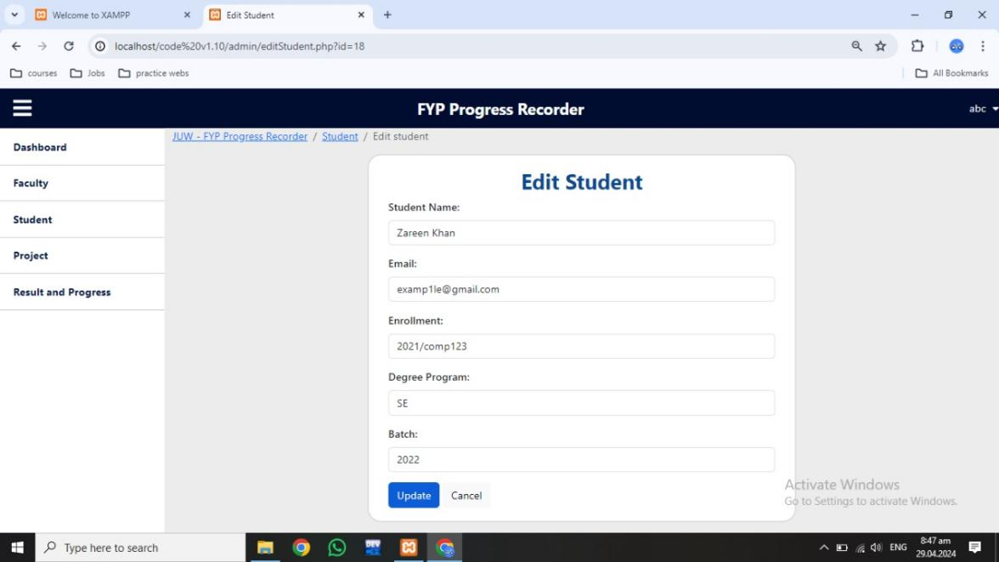 Welcome to XAMPP
Edit Student
localhost/code%20v1.10/admin/editStudent.php?id=18
courses
Jobs
practice webs
All Bookmarks
FYP Progress Recorder
abc
Dashboard
Faculty
Student
Project
Result and Progress
JUW - FYP Progress Recorder / Student / Edit student
Edit Student
Student Name:
Zareen Khan
Email:
examp1le@gmail.com
Enrollment:
2021/comp123
Degree Program:
SE
Batch:
2022
Update
Cancel
Activate Windows
Go to Settings to activate Windows.
Type here to search
DEV
ENG
8:47 am
29.04.2024